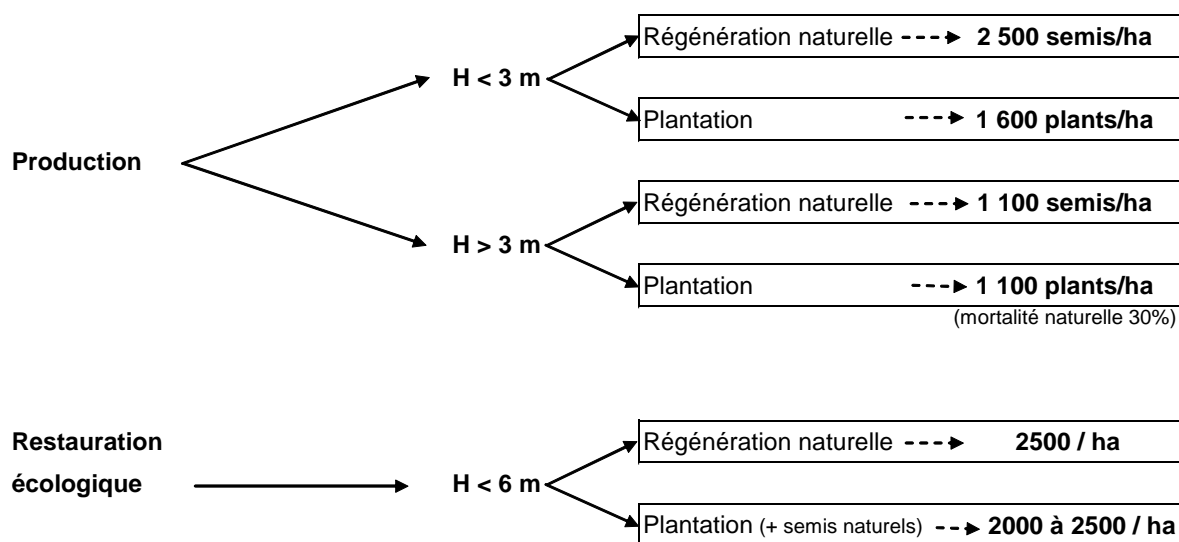 Régénération naturelle 2 500 semis/ha
H < 3 m
Plantation 1 600 plants/ha
Production
Régénération naturelle 1 100 semis/ha
H > 3 m
Plantation 1 100 plants/ha
(mortalité naturelle 30%)
Restauration
écologique
Régénération naturelle 2500 / ha
H < 6 m
Plantation (+ semis naturels) 2000 à 2500 / ha